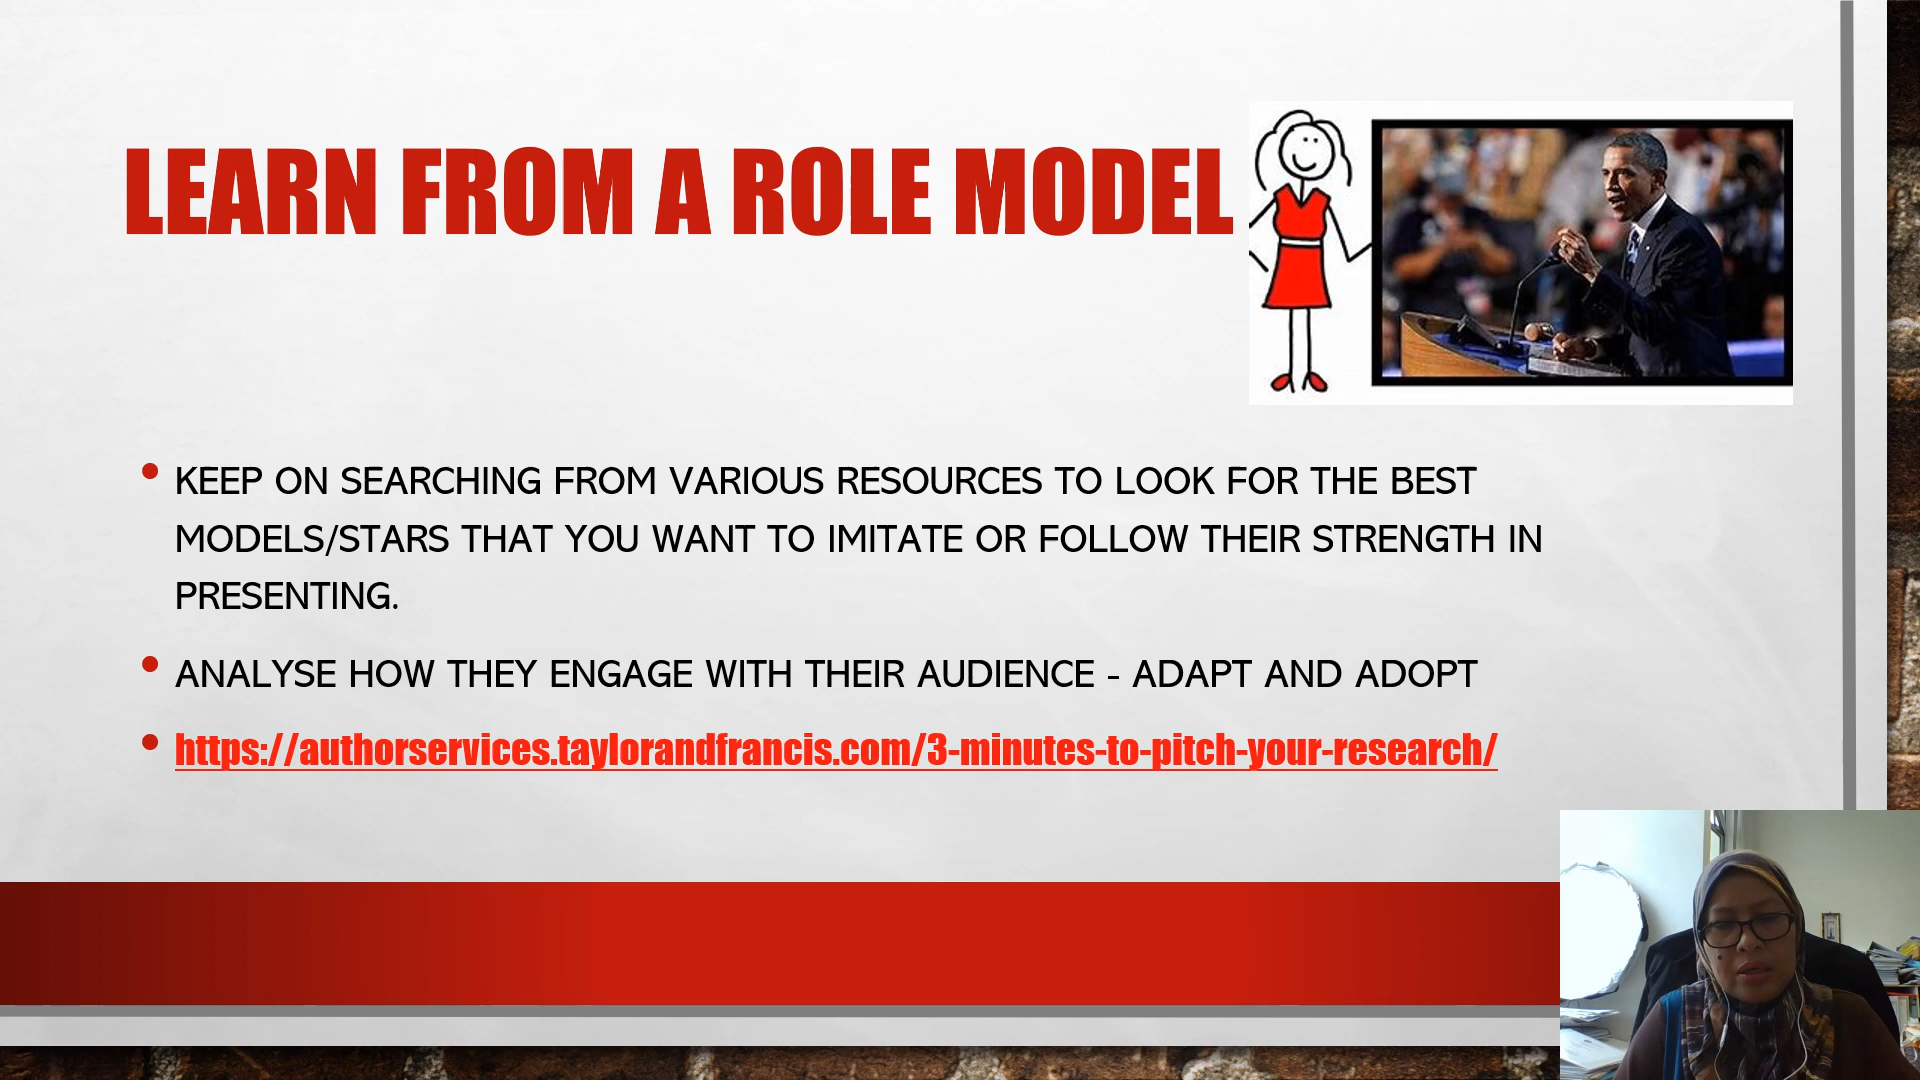 LEARN FROM A ROLE MODEL
• KEEP ON SEARCHING FROM VARIOUS RESOURCES TO LOOK FOR THE BEST
MODELS/STARS THAT YOU WANT TO IMITATE OR FOLLOW THEIR STRENGTH IN
PRESENTING.
• ANALYSE HOW THEY ENGAGE WITH THEIR AUDIENCE - ADAPT AND ADOPT
• https://authorservices.taylorandfrancis.com/3-minutes-to-pitch-your-research/